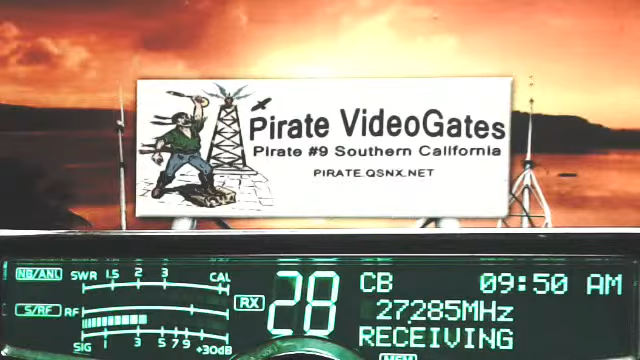 Pirate VideoGates
Pirate #9 Southern California
PIRATE.QSNX.NET
NB/ANL SWR 1.5 2 3 CAL
S/RF RF
SIG 1 3 5 7 9 +30dB
RX 28
CB 09:50 AM
27285MHz
RECEIVING
MEM